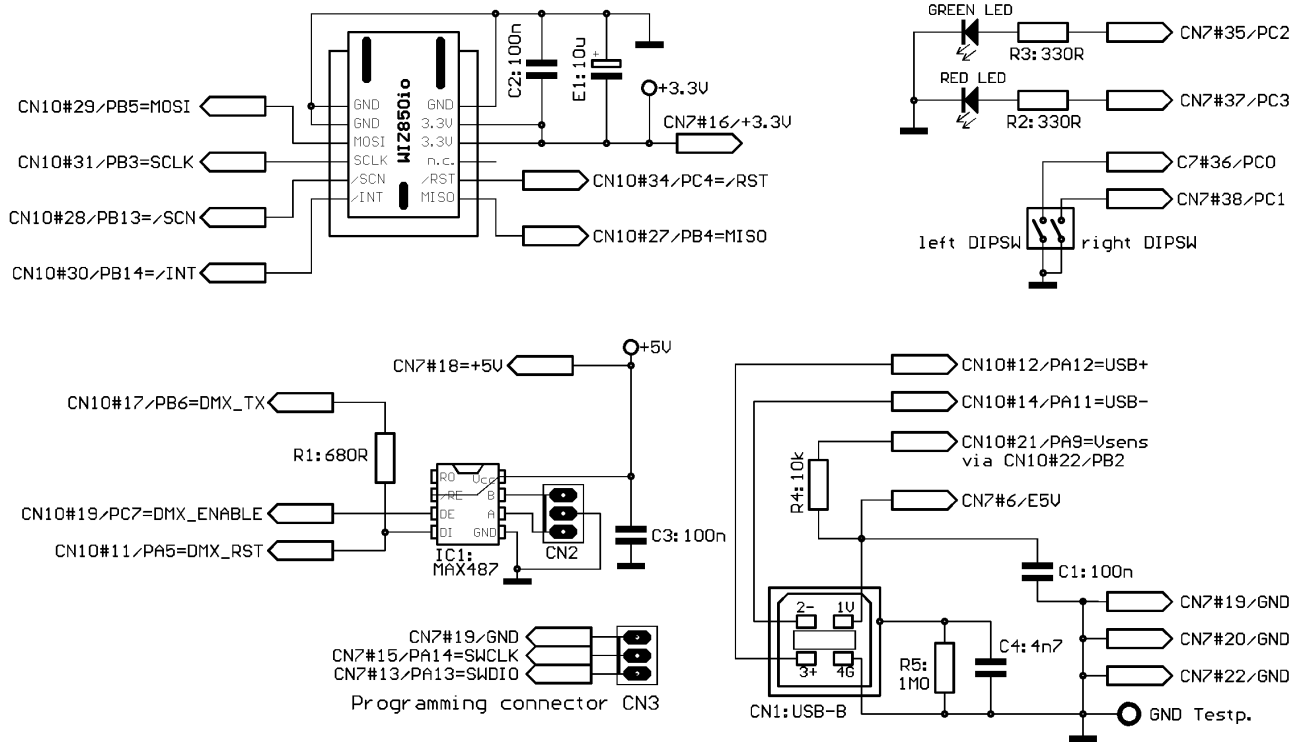 CN10#29/PB5=MOSI
CN10#31/PB3=SCLK
CN10#28/PB13=/SCN
CN10#30/PB14=/INT
GND
GND
MOSI
SCLK
/SCN
/INT
WIZ850io
GND
3.3V
3.3V
n.c.
/RST
MISO
C2:100n
E1:10u
+
+3.3V
CN7#16/+3.3V
CN10#34/PC4=/RST
CN10#27/PB4=MISO
GREEN LED
R3:330R
CN7#35/PC2
RED LED
R2:330R
CN7#37/PC3
C7#36/PC0
CN7#38/PC1
left DIPSW
right DIPSW
+5V
CN7#18=+5V
CN10#17/PB6=DMX_TX
R1:680R
CN10#19/PC7=DMX_ENABLE
CN10#11/PA5=DMX_RST
RO
/RE
DE
DI
Vcc
B
A
GND
IC1:
MAX487
CN2
C3:100n
CN7#19/GND
CN7#15/PA14=SWCLK
CN7#13/PA13=SWDIO
Programming connector CN3
CN10#12/PA12=USB+
CN10#14/PA11=USB-
CN10#21/PA9=Vsens
via CN10#22/PB2
R4:10k
CN7#6/E5V
C1:100n
2-
1V
3+
4G
CN1:USB-B
R5:
1M0
C4:4n7
CN7#19/GND
CN7#20/GND
CN7#22/GND
GND Testp.